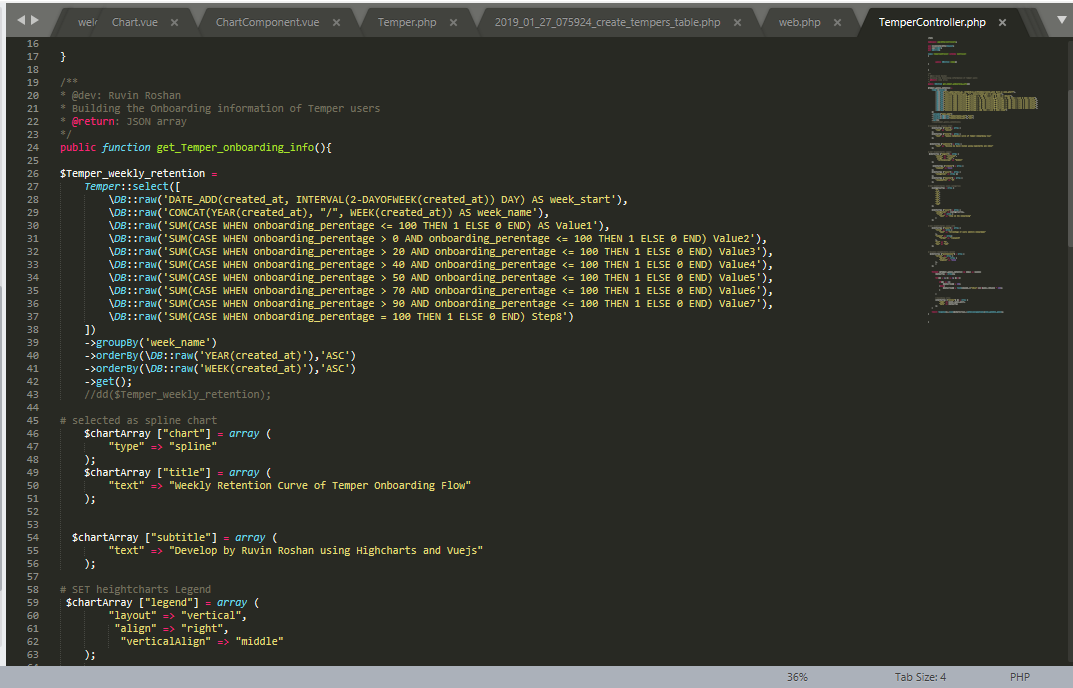 wel Chart.vue × ChartComponent.vue × Temper.php × 2019_01_27_075924_create_tempers_table.php × web.php × TemperController.php ×
16
17 }
18
19 /**
20 * @dev: Ruvin Roshan
21 * Building the Onboarding information of Temper users
22 * @return: JSON array
23 */
24 public function get_Temper_onboarding_info(){
25
26 $Temper_weekly_retention =
27 Temper::select([
28 \DB::raw('DATE_ADD(created_at, INTERVAL(2-DAYOFWEEK(created_at)) DAY) AS week_start'),
29 \DB::raw('CONCAT(YEAR(created_at), "/", WEEK(created_at)) AS week_name'),
30 \DB::raw('SUM(CASE WHEN onboarding_perentage <= 100 THEN 1 ELSE 0 END) AS Value1'),
31 \DB::raw('SUM(CASE WHEN onboarding_perentage > 0 AND onboarding_perentage <= 100 THEN 1 ELSE 0 END) Value2'),
32 \DB::raw('SUM(CASE WHEN onboarding_perentage > 20 AND onboarding_perentage <= 100 THEN 1 ELSE 0 END) Value3'),
33 \DB::raw('SUM(CASE WHEN onboarding_perentage > 40 AND onboarding_perentage <= 100 THEN 1 ELSE 0 END) Value4'),
34 \DB::raw('SUM(CASE WHEN onboarding_perentage > 50 AND onboarding_perentage <= 100 THEN 1 ELSE 0 END) Value5'),
35 \DB::raw('SUM(CASE WHEN onboarding_perentage > 70 AND onboarding_perentage <= 100 THEN 1 ELSE 0 END) Value6'),
36 \DB::raw('SUM(CASE WHEN onboarding_perentage > 90 AND onboarding_perentage <= 100 THEN 1 ELSE 0 END) Value7'),
37 \DB::raw('SUM(CASE WHEN onboarding_perentage = 100 THEN 1 ELSE 0 END) Step8')
38 ])
39 ->groupBy('week_name')
40 ->orderBy(\DB::raw('YEAR(created_at)'),'ASC')
41 ->orderBy(\DB::raw('WEEK(created_at)'),'ASC')
42 ->get();
43 //dd($Temper_weekly_retention);
44
45 # selected as spline chart
46 $chartArray ["chart"] = array (
47 "type" => "spline"
48 );
49 $chartArray ["title"] = array (
50 "text" => "Weekly Retention Curve of Temper Onboarding Flow"
51 );
52
53
54 $chartArray ["subtitle"] = array (
55 "text" => "Develop by Ruvin Roshan using Highcharts and Vuejs"
56 );
57
58 # SET heightcharts Legend
59 $chartArray ["legend"] = array (
60 "layout" => "vertical",
61 "align" => "right",
62 "verticalAlign" => "middle"
63 );
36% Tab Size: 4 PHP